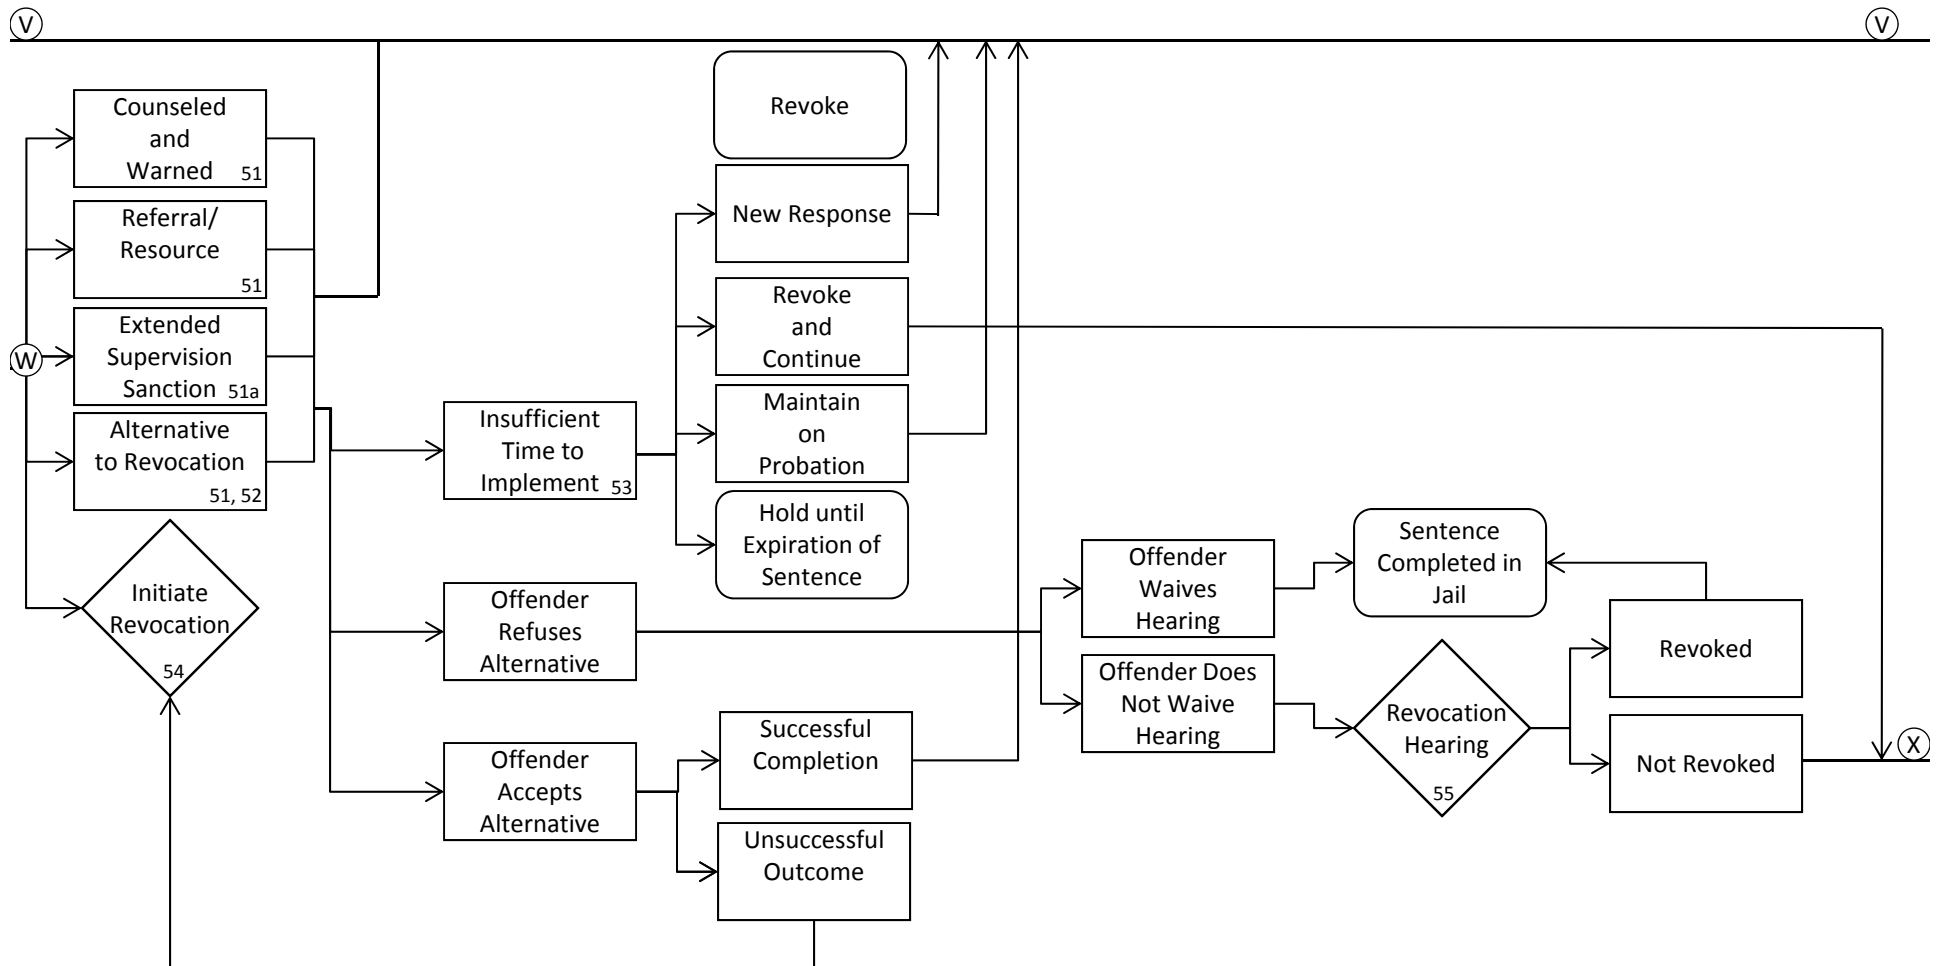 V
V
Counseled
and
Warned 51
Referral/
Resource
51
Extended
Supervision
Sanction 51a
Alternative
to Revocation
51, 52
W
Initiate
Revocation
54
Insufficient
Time to
Implement 53
Offender
Refuses
Alternative
Offender
Accepts
Alternative
Revoke
New Response
Revoke
and
Continue
Maintain
on
Probation
Hold until
Expiration of
Sentence
Successful
Completion
Unsuccessful
Outcome
Offender
Waives
Hearing
Offender Does
Not Waive
Hearing
Sentence
Completed in
Jail
Revocation
Hearing
55
Revoked
Not Revoked
X